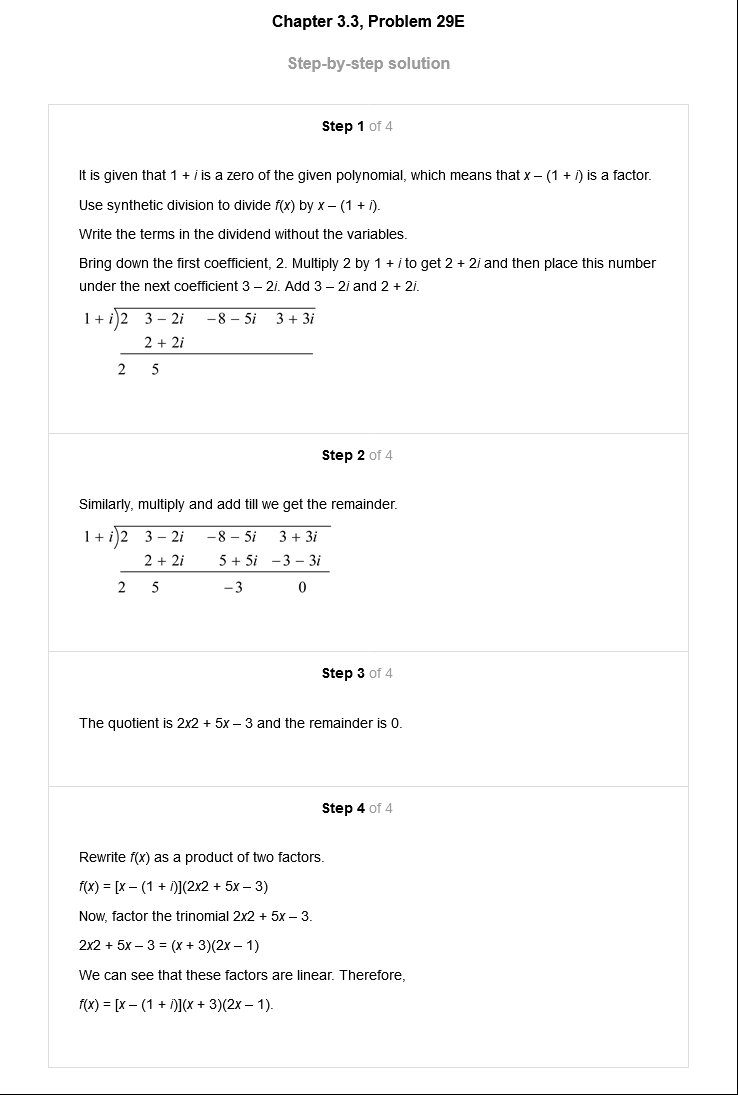 Chapter 3.3, Problem 29E
Step-by-step solution
Step 1 of 4
It is given that 1 + i is a zero of the given polynomial, which means that x – (1 + i) is a factor.
Use synthetic division to divide f(x) by x – (1 + i).
Write the terms in the dividend without the variables.
Bring down the first coefficient, 2. Multiply 2 by 1 + i to get 2 + 2i and then place this number
under the next coefficient 3 – 2i. Add 3 – 2i and 2 + 2i.
1 + i)2 3 − 2i −8 − 5i 3 + 3i
2 + 2i
2 5
Step 2 of 4
Similarly, multiply and add till we get the remainder.
1 + i)2 3 − 2i −8 − 5i 3 + 3i
2 + 2i 5 + 5i −3 − 3i
2 5 −3 0
Step 3 of 4
The quotient is 2x2 + 5x – 3 and the remainder is 0.
Step 4 of 4
Rewrite f(x) as a product of two factors.
f(x) = [x – (1 + i)](2x2 + 5x – 3)
Now, factor the trinomial 2x2 + 5x – 3.
2x2 + 5x – 3 = (x + 3)(2x – 1)
We can see that these factors are linear. Therefore,
f(x) = [x – (1 + i)](x + 3)(2x – 1).